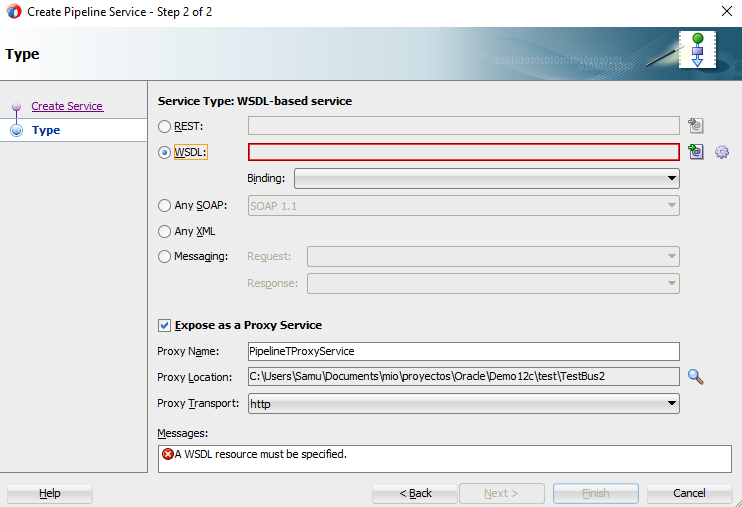 Create Pipeline Service - Step 2 of 2
Type
01010101010101010101010101
0101010101010
Create Service
Type
Service Type: WSDL-based service
REST:
WSDL:
Binding:
Any SOAP: SOAP 1.1
Any XML
Messaging: Request:
Response:
Expose as a Proxy Service
Proxy Name: PipelineTProxyService
Proxy Location: C:\Users\Samu\Documents\mio\proyectos\Oracle\Demo12c\test\TestBus2
Proxy Transport: http
Messages:
A WSDL resource must be specified.
Help < Back Next > Finish Cancel